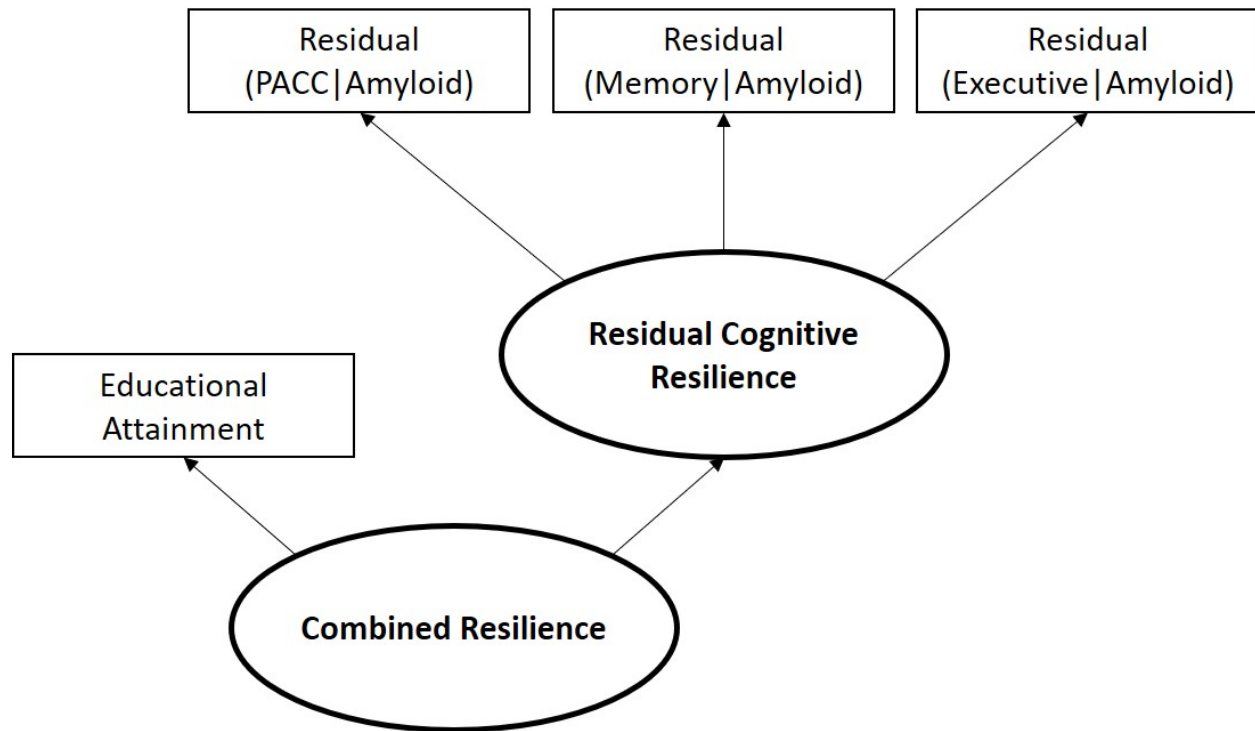 Residual
(PACC|Amyloid)
Residual
(Memory|Amyloid)
Residual
(Executive|Amyloid)
Residual Cognitive
Resilience
Educational
Attainment
Combined Resilience